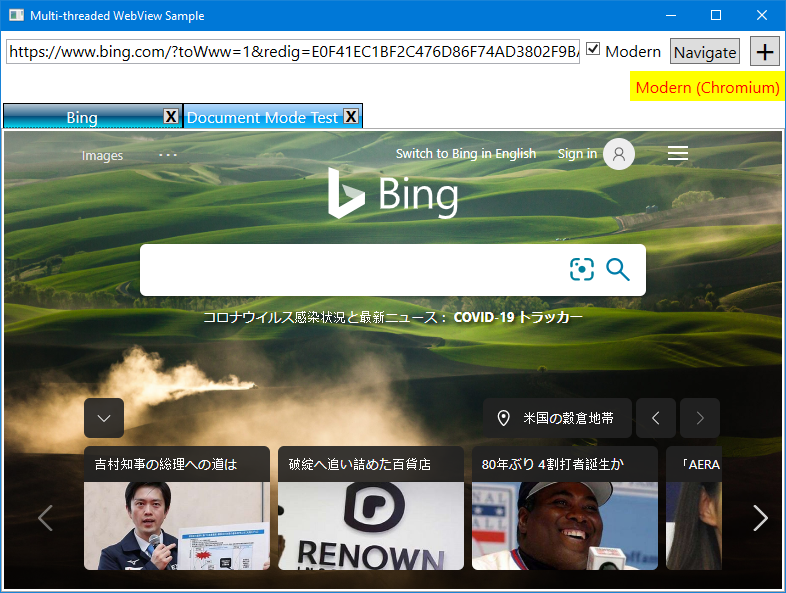 Multi-threaded WebView Sample
https://www.bing.com/?toWww=1&redig=E0F41EC1BF2C476D86F74AD3802F9BA
Modern
Navigate
+
Modern (Chromium)
Bing X
Document Mode Test X
Images ...
Switch to Bing in English
Sign in
Bing
コロナウイルス感染状況と最新ニュース： COVID-19 トラッカー
米国の穀倉地帯
吉村知事の総理への道は
破綻へ追い詰めた百貨店
80年ぶり 4割打者誕生か
「AERA
RENOWN